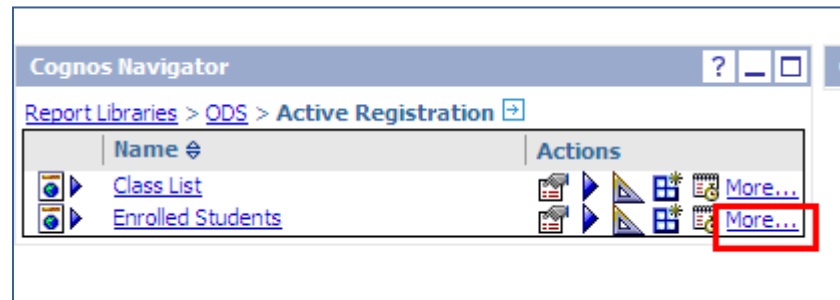 Cognos Navigator ?
Report Libraries > ODS > Active Registration
Name Actions
Class List More...
Enrolled Students More...